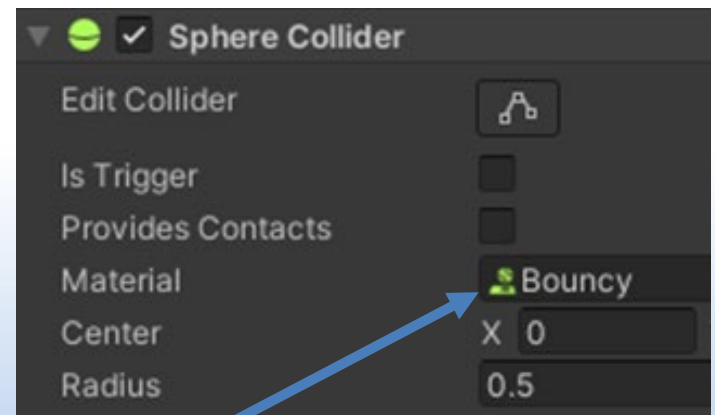 Sphere Collider
Edit Collider
Is Trigger
Provides Contacts
Material Bouncy
Center X 0
Radius 0.5